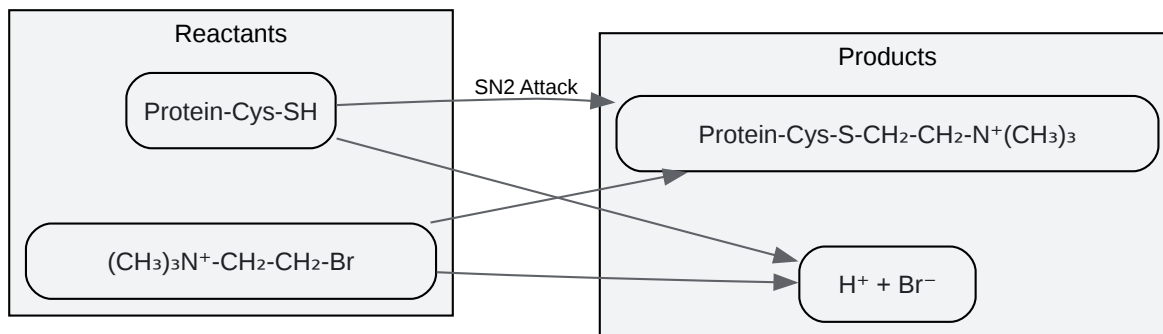 Reactants
Protein-Cys-SH
(CH₃)₃N⁺-CH₂-CH₂-Br
SN2 Attack
Products
Protein-Cys-S-CH₂-CH₂-N⁺(CH₃)₃
H⁺ + Br⁻